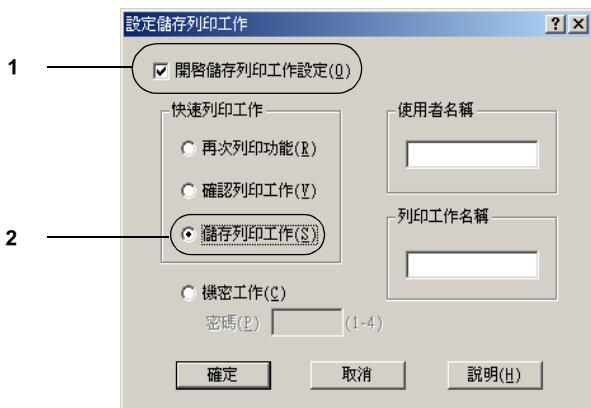 設定儲存列印工作
1
開啓儲存列印工作設定(O)
快速列印工作
再次列印功能(R)
確認列印工作(V)
2
儲存列印工作(S)
機密工作(C)
密碼(P) (1-4)
使用者名稱
列印工作名稱
確定
取消
說明(H)